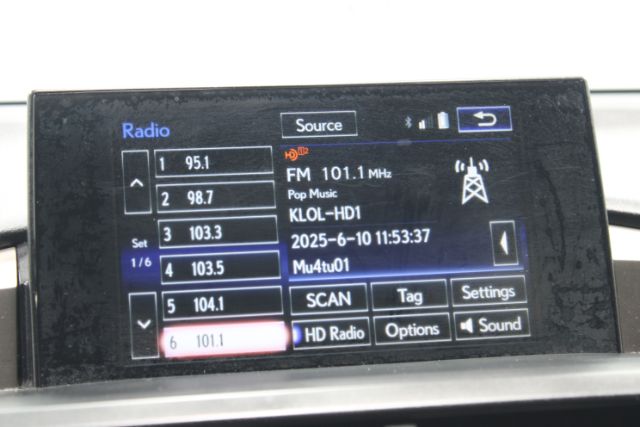 Radio
Source
1 95.1
2 98.7
3 103.3
4 103.5
5 104.1
6 101.1
Set
1/6
FM 101.1 MHz
Pop Music
KLOL-HD1
2025-6-10 11:53:37
Mu4tu01
SCAN
Tag
Settings
HD Radio
Options
Sound